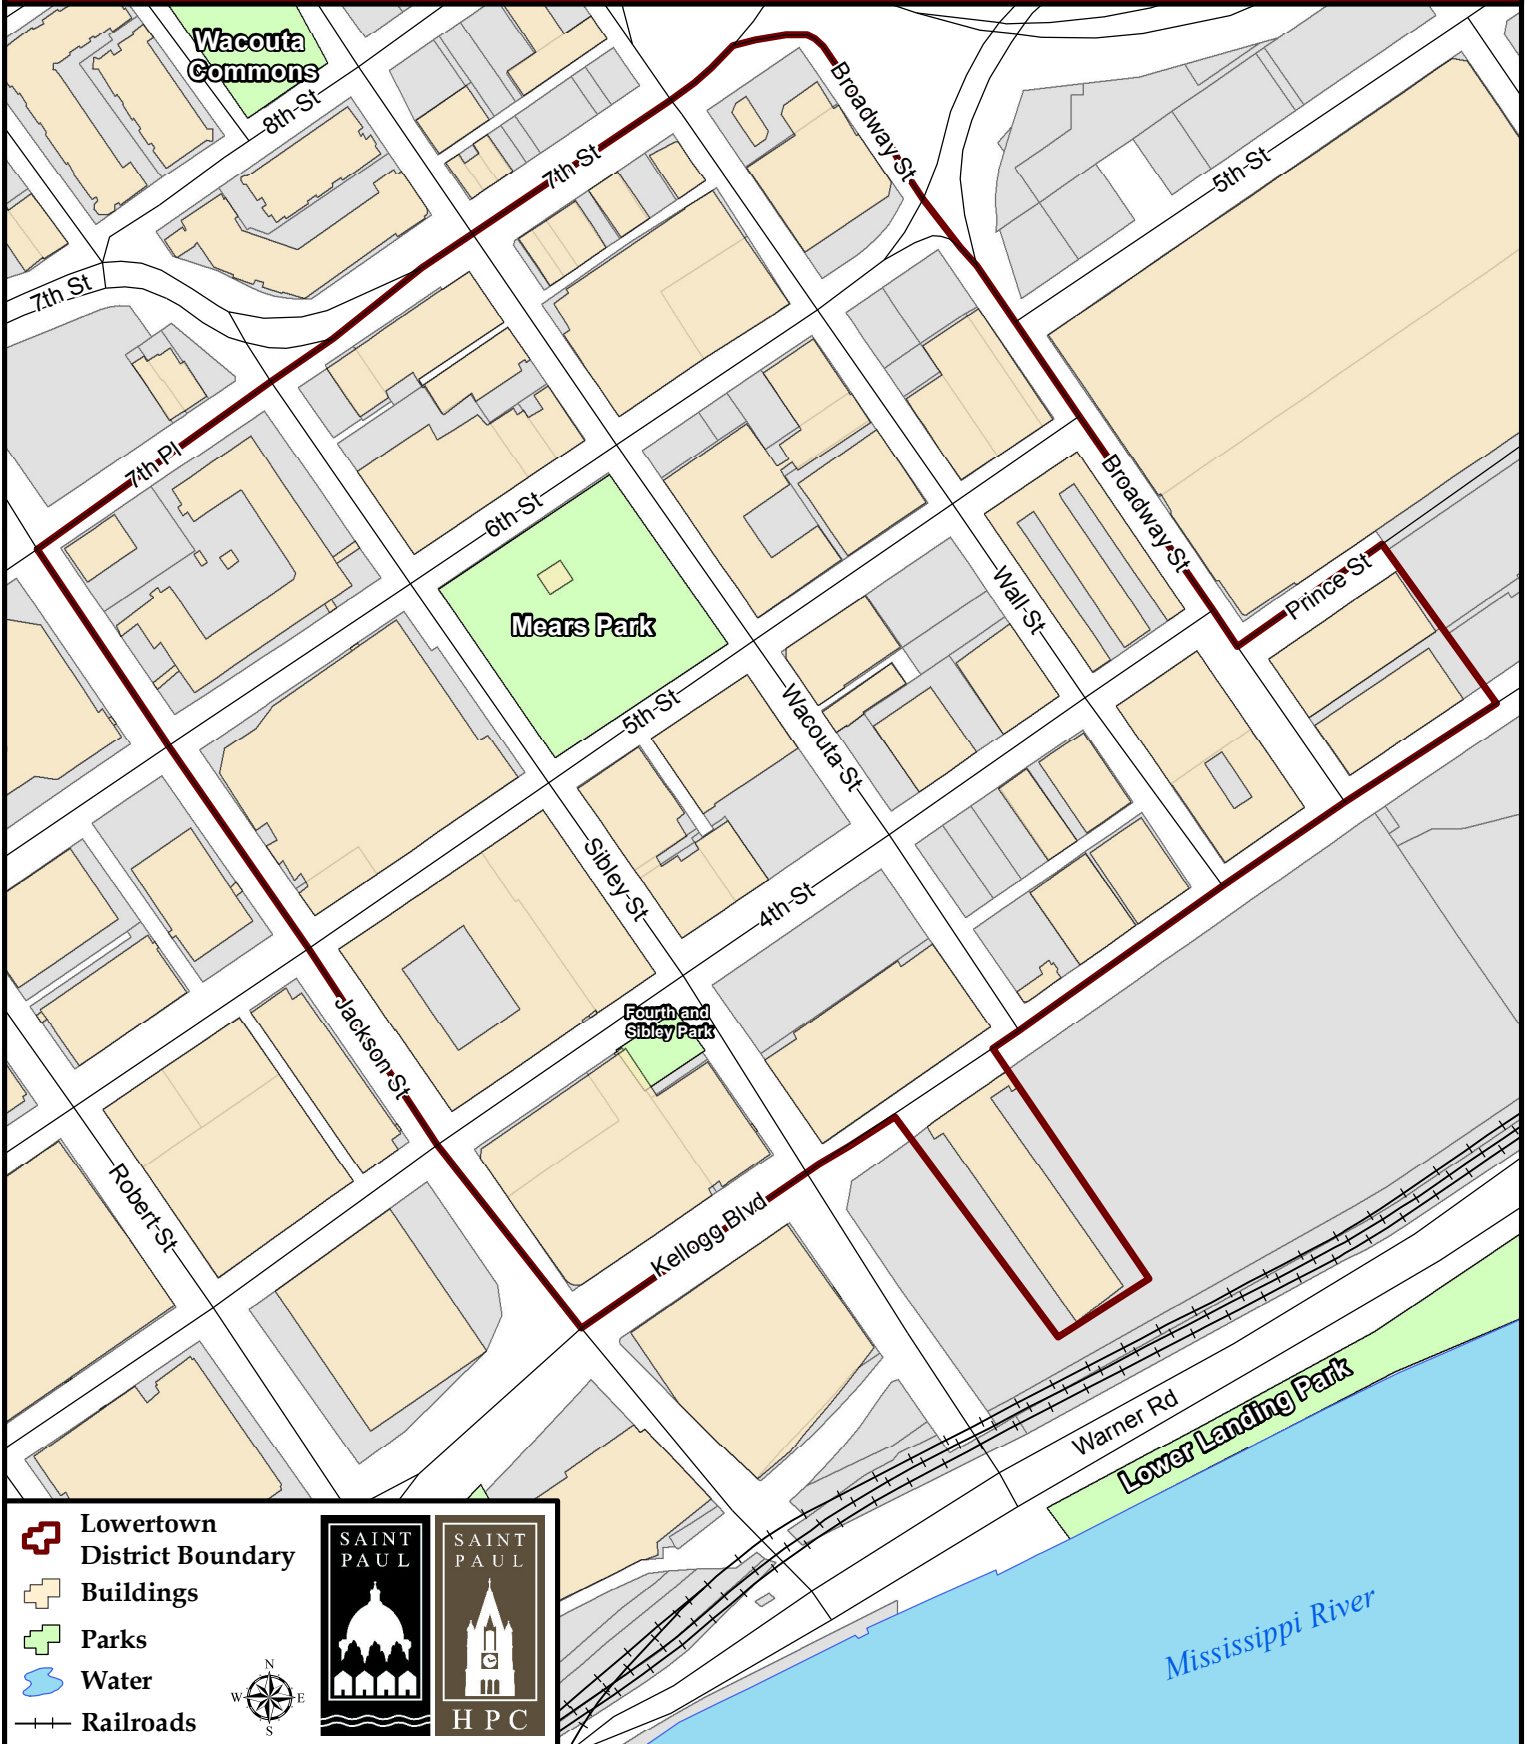 Wacouta
Commons
8th-St
Broadway St
7th St
5th-St
7th St
7th Pl
6th-St
Broadway St
Wall-St
Prince St
Mears Park
5th-St
Wacouta-St
Sibley-St
4th-St
Fourth and
Sibley Park
Jackson-St
Robert-St
Kellogg Blvd
Warner Rd
Lower Landing Park
Mississippi River
Lowertown
District Boundary
Buildings
Parks
Water
Railroads
N
W E
S
SAINT
PAUL
SAINT
PAUL
HPC